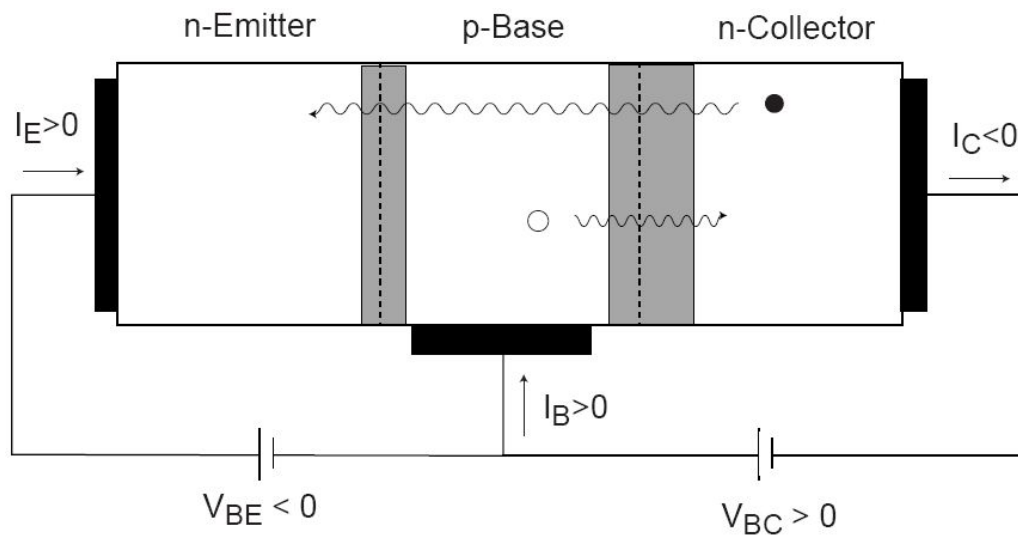 n-Emitter p-Base n-Collector
I_E>0
I_C<0
I_B>0
V_BE < 0
V_BC > 0